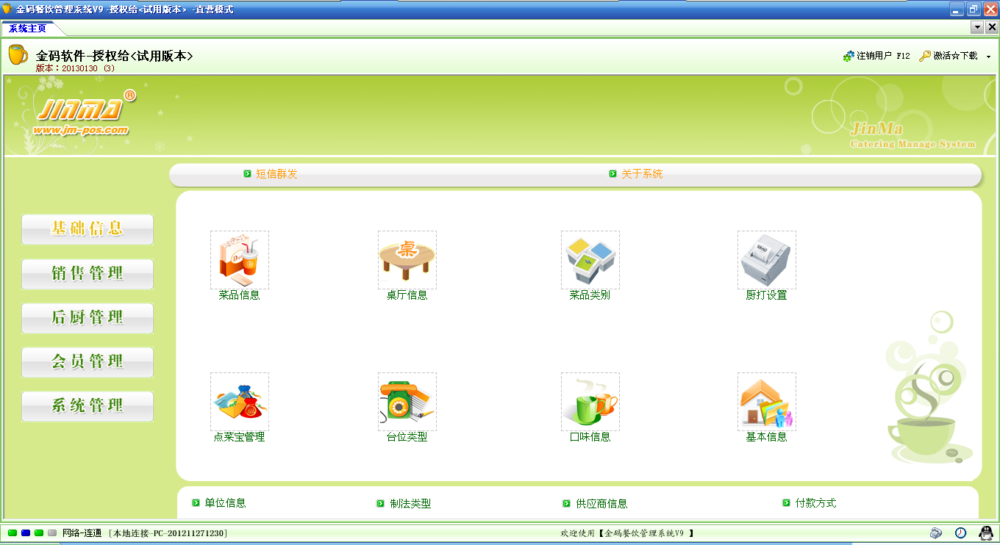 金码餐饮管理系统V9 -授权给<试用版本> -直营模式
系统主页
金码软件-授权给<试用版本>
版本:20130130 (3)
注销用户 F12
激活☆下载
JINMA®
www.jm-pos.com
JinMa
Catering Manage System
短信群发
关于系统
基础信息
销售管理
后厨管理
会员管理
系统管理
桌
菜品信息
桌厅信息
菜品类别
厨打设置
点菜宝管理
台位类型
口味信息
基本信息
单位信息
制法类型
供应商信息
付款方式
网络-连通 [本地连接-PC-201211271230]
欢迎使用【金码餐饮管理系统V9 】